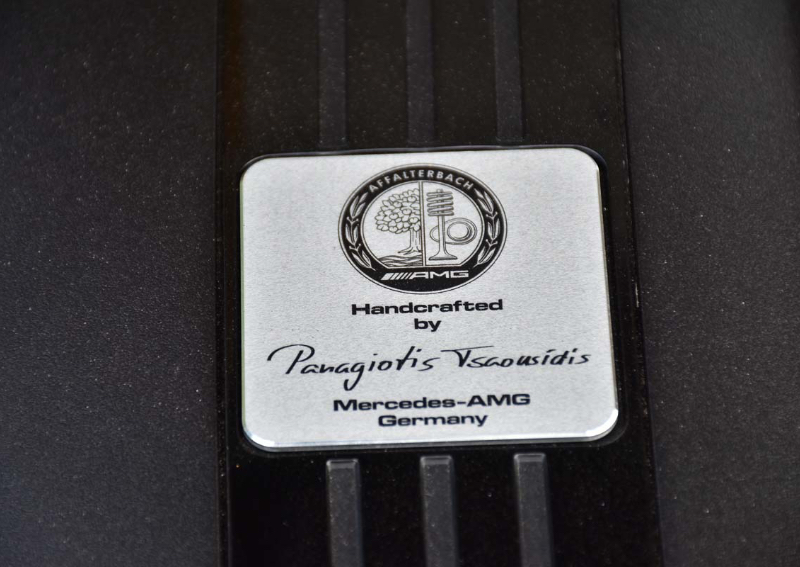 AFFALTERBACH
AMG
Handcrafted
by
Panagiotis Tsaousidis
Mercedes-AMG
Germany